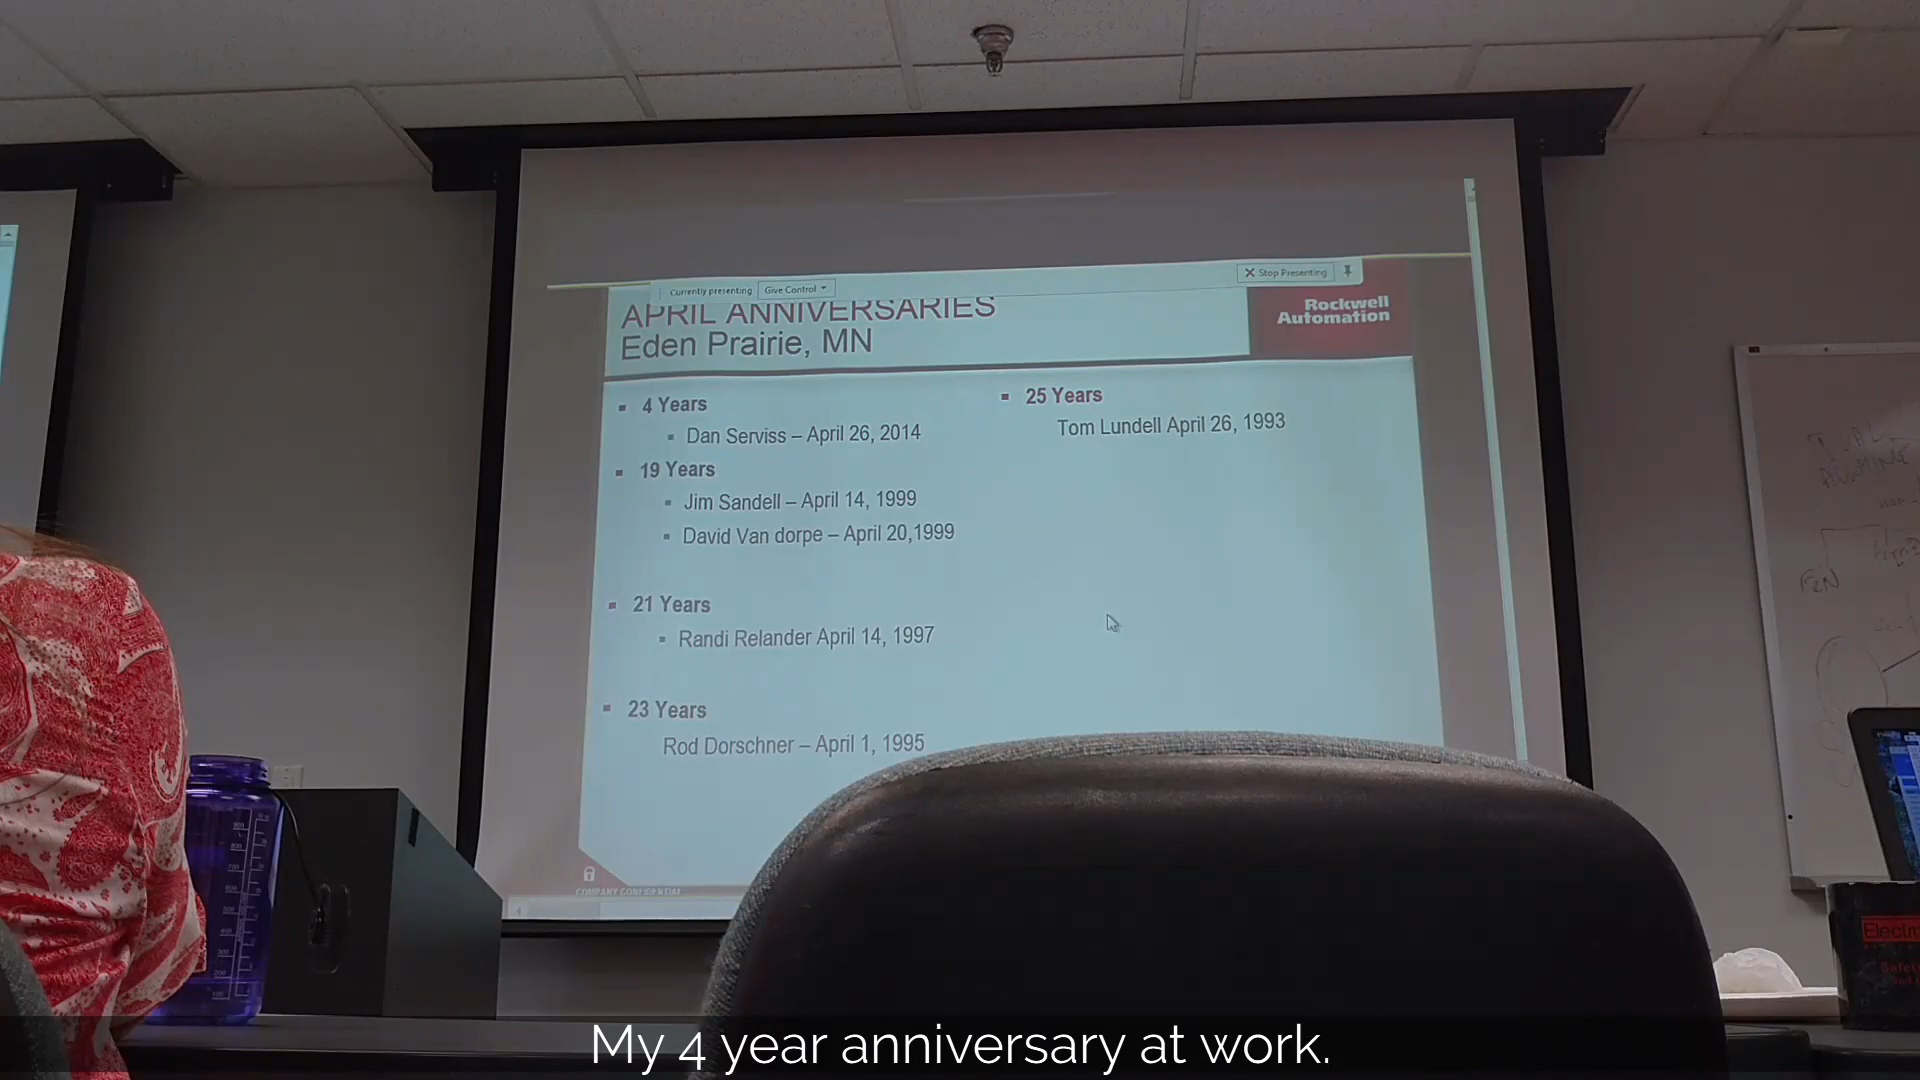 Currently presenting Give Control
Stop Presenting
APRIL ANNIVERSARIES
Eden Prairie, MN
Rockwell
Automation
4 Years
Dan Serviss – April 26, 2014
19 Years
Jim Sandell – April 14, 1999
David Van dorpe – April 20,1999
21 Years
Randi Relander April 14, 1997
23 Years
Rod Dorschner – April 1, 1995
25 Years
Tom Lundell April 26, 1993
COMPANY CONFIDENTIAL
My 4 year anniversary at work.